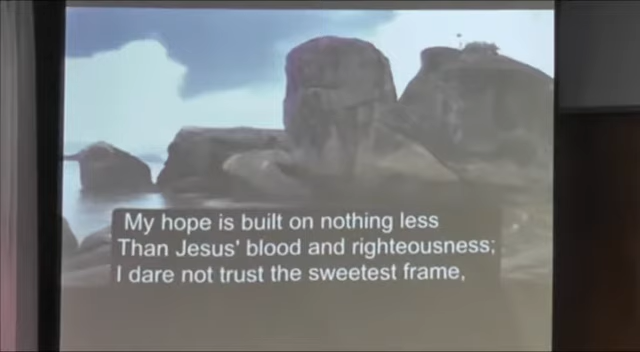 My hope is built on nothing less
Than Jesus' blood and righteousness;
I dare not trust the sweetest frame,